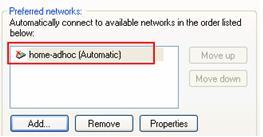 Preferred networks:
Automatically connect to available networks in the order listed
below:
home-adhoc (Automatic)
Move up
Move down
Add...
Remove
Properties